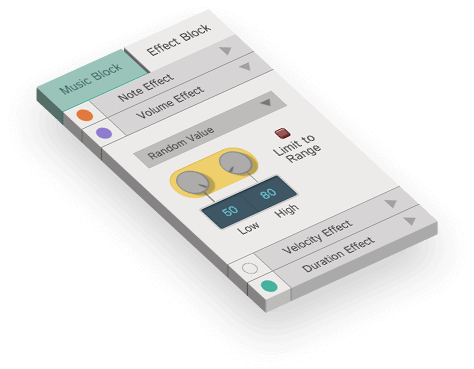 Music Block
Effect Block
Note Effect
Volume Effect
Random Value
Limit to
Range
50
80
Low
High
Velocity Effect
Duration Effect